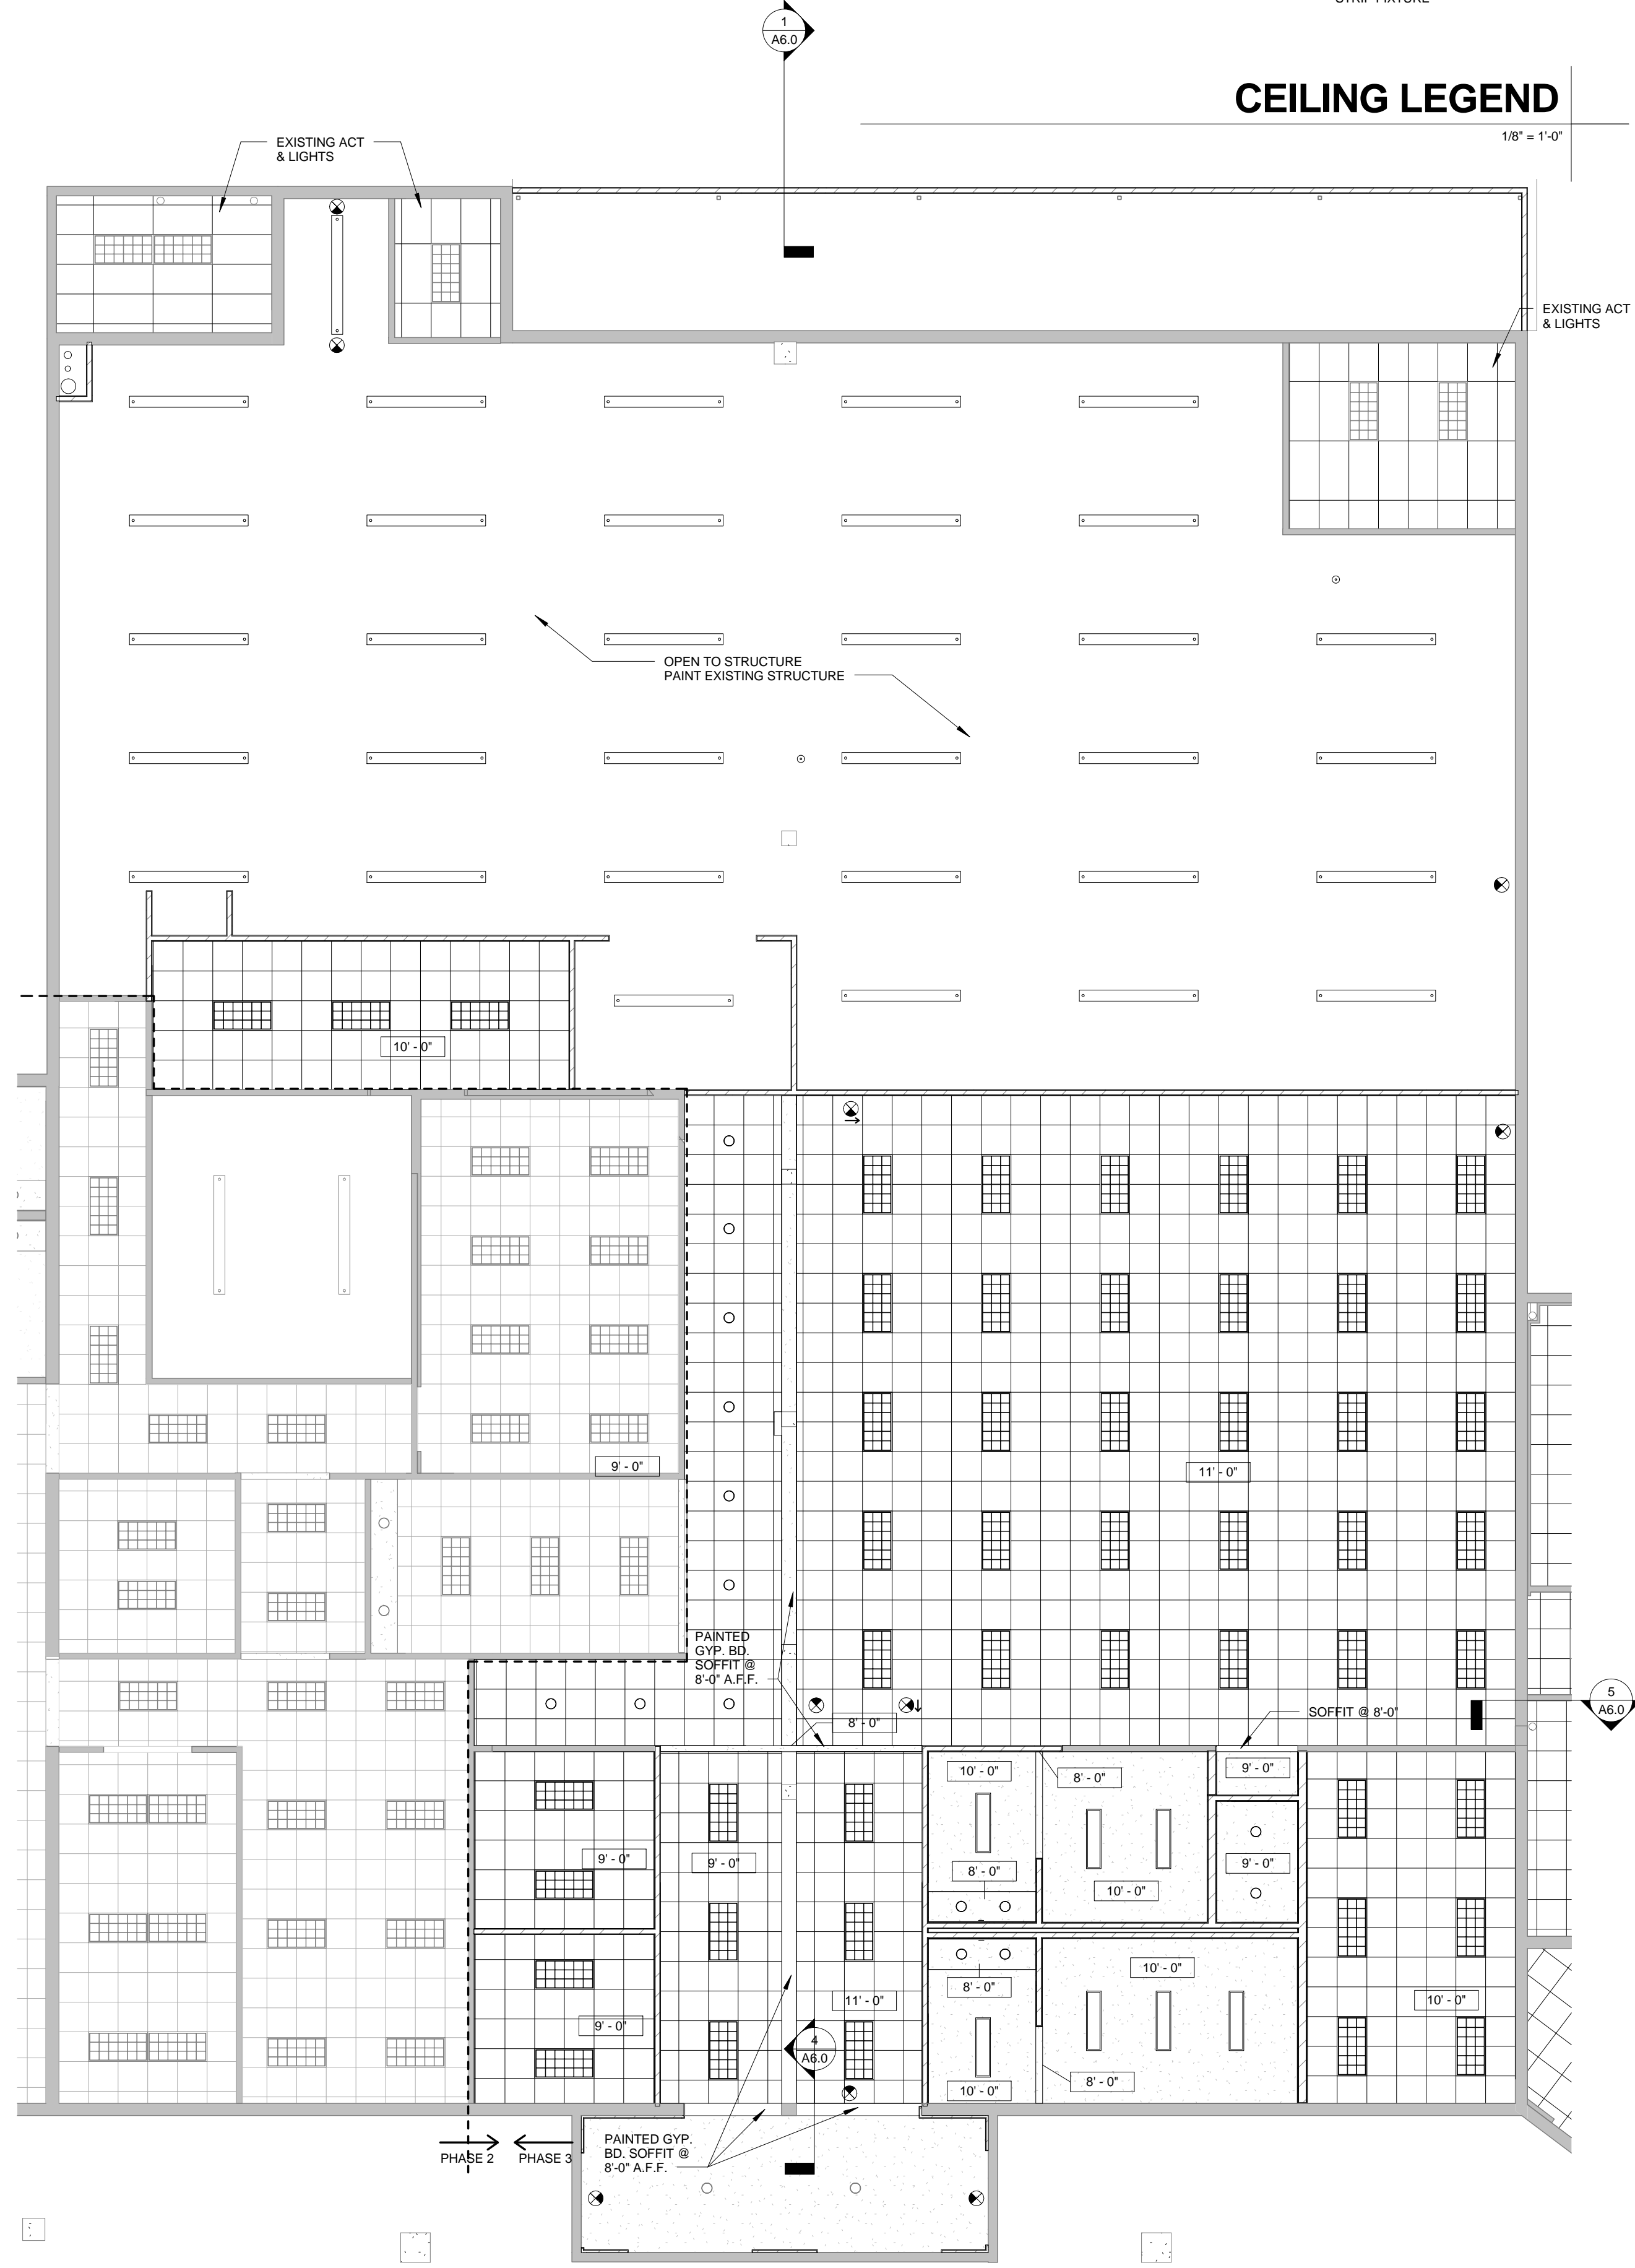 STRIP FIXTURE
1
A6.0
CEILING LEGEND
1/8" = 1'-0"
EXISTING ACT
& LIGHTS
EXISTING ACT
& LIGHTS
OPEN TO STRUCTURE
PAINT EXISTING STRUCTURE
10' - 0"
9' - 0"
11' - 0"
PAINTED
GYP. BD.
SOFFIT @
8'-0" A.F.F.
8' - 0"
SOFFIT @ 8'-0"
5
A6.0
10' - 0"
8' - 0"
9' - 0"
9' - 0"
9' - 0"
8' - 0"
9' - 0"
10' - 0"
10' - 0"
8' - 0"
11' - 0"
10' - 0"
9' - 0"
4
A6.0
8' - 0"
10' - 0"
PHASE 2
PHASE 3
PAINTED GYP.
BD. SOFFIT @
8'-0" A.F.F.